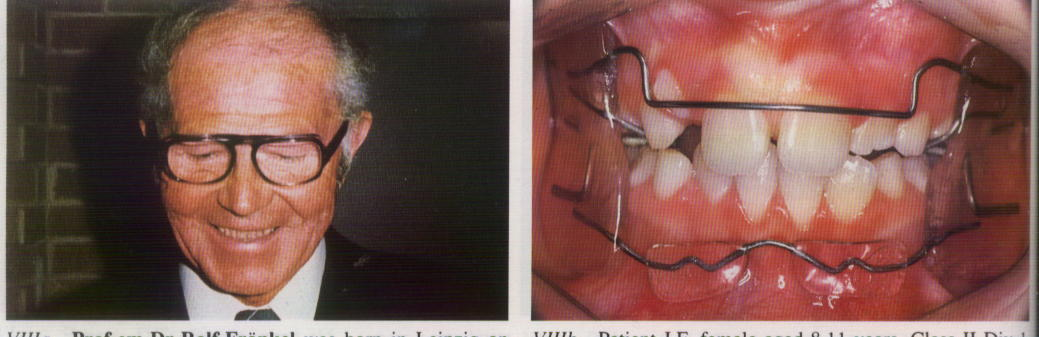 VIIIa Prof em Dr Rolf Fränkel was born in Leipzig on
VIIIb Patient J.F. female aged 8.11 years. Class II Div 1